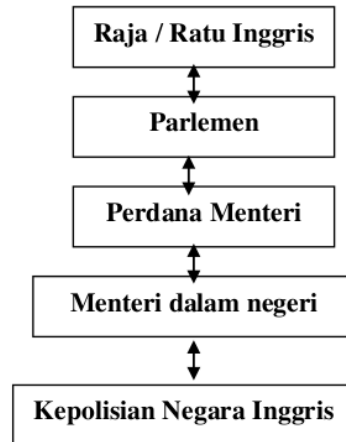 Raja / Ratu Inggris
Parlemen
Perdana Menteri
Menteri dalam negeri
Kepolisian Negara Inggris